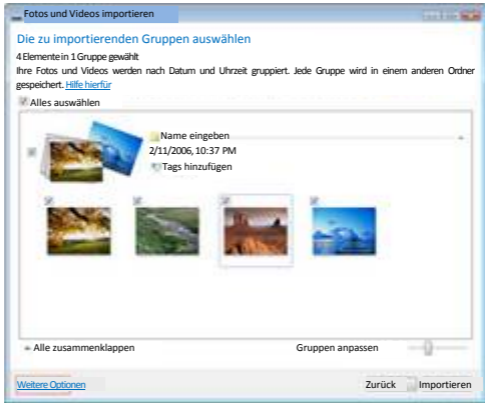 Fotos und Videos importieren
Die zu importierenden Gruppen auswählen
4 Elemente in 1 Gruppe gewählt
Ihre Fotos und Videos werden nach Datum und Uhrzeit gruppiert. Jede Gruppe wird in einem anderen Ordner
gespeichert. Hilfe hierfür
Alles auswählen
Name eingeben
2/11/2006, 10:37 PM
Tags hinzufügen
Alle zusammenklappen Gruppen anpassen
Weitere Optionen Zurück Importieren